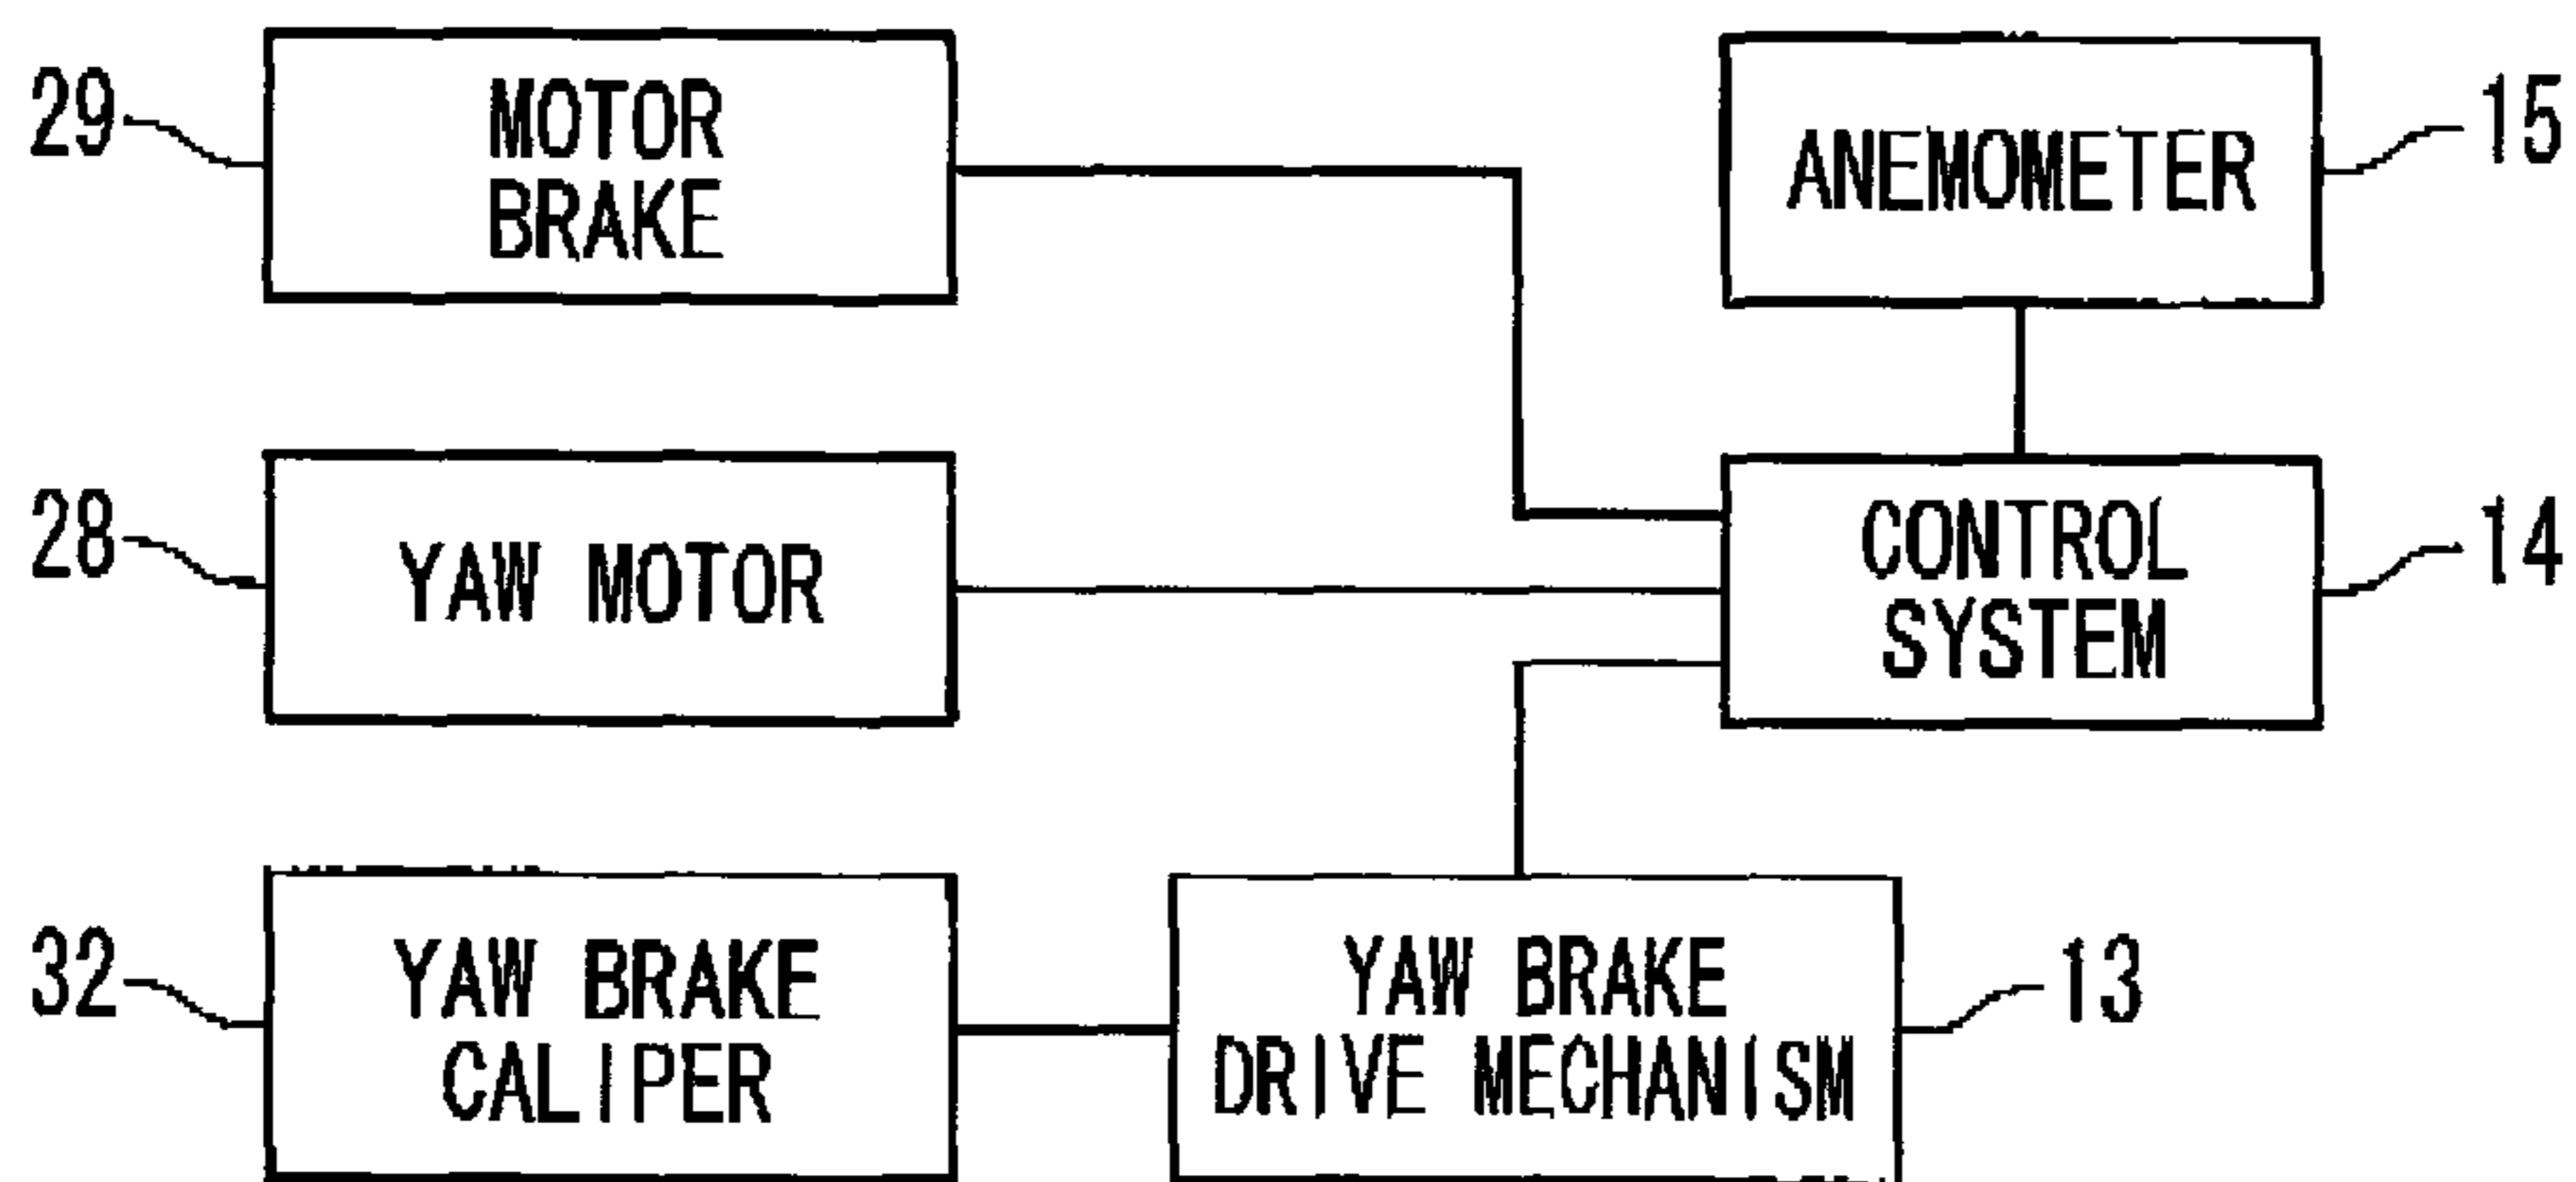 29
MOTOR
BRAKE
ANEMOMETER
15
28
YAW MOTOR
CONTROL
SYSTEM
14
32
YAW BRAKE
CALIPER
YAW BRAKE
DRIVE MECHANISM
13